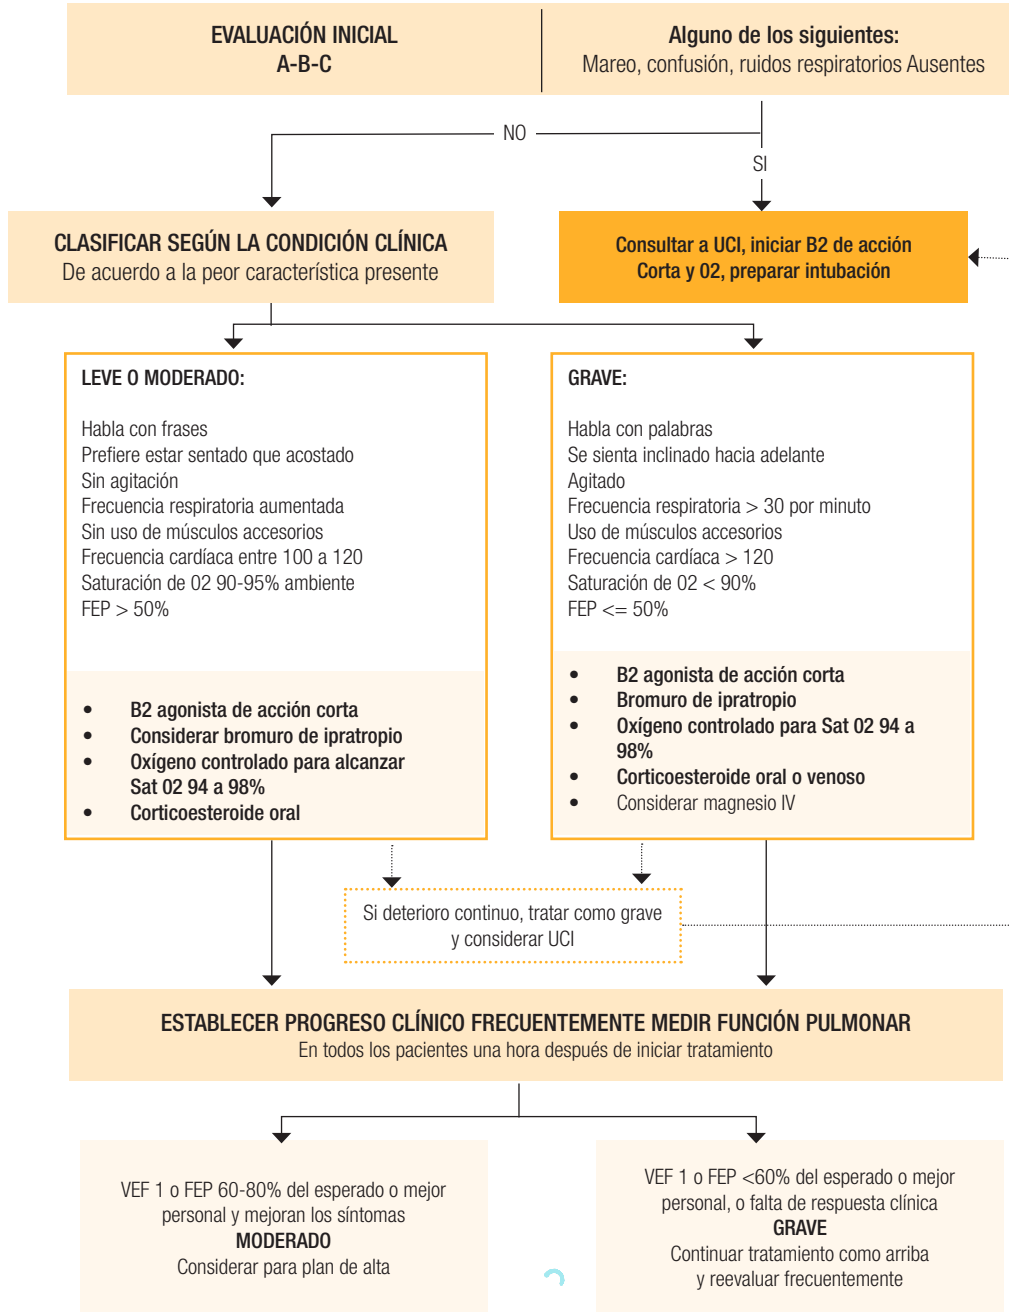 EVALUACIÓN INICIAL
A-B-C
Alguno de los siguientes:
Mareo, confusión, ruidos respiratorios Ausentes
NO
SI
CLASIFICAR SEGÚN LA CONDICIÓN CLÍNICA
De acuerdo a la peor característica presente
Consultar a UCI, iniciar B2 de acción
Corta y 02, preparar intubación
LEVE O MODERADO:
Habla con frases
Prefiere estar sentado que acostado
Sin agitación
Frecuencia respiratoria aumentada
Sin uso de músculos accesorios
Frecuencia cardíaca entre 100 a 120
Saturación de 02 90-95% ambiente
FEP > 50%
• B2 agonista de acción corta
• Considerar bromuro de ipratropio
• Oxígeno controlado para alcanzar
Sat 02 94 a 98%
• Corticoesteroide oral
GRAVE:
Habla con palabras
Se sienta inclinado hacia adelante
Agitado
Frecuencia respiratoria > 30 por minuto
Uso de músculos accesorios
Frecuencia cardíaca > 120
Saturación de 02 < 90%
FEP <= 50%
• B2 agonista de acción corta
• Bromuro de ipratropio
• Oxígeno controlado para Sat 02 94 a
98%
• Corticoesteroide oral o venoso
• Considerar magnesio IV
Si deterioro continuo, tratar como grave
y considerar UCI
ESTABLECER PROGRESO CLÍNICO FRECUENTEMENTE MEDIR FUNCIÓN PULMONAR
En todos los pacientes una hora después de iniciar tratamiento
VEF 1 o FEP 60-80% del esperado o mejor
personal y mejoran los síntomas
MODERADO
Considerar para plan de alta
VEF 1 o FEP <60% del esperado o mejor
personal, o falta de respuesta clínica
GRAVE
Continuar tratamiento como arriba
y reevaluar frecuentemente